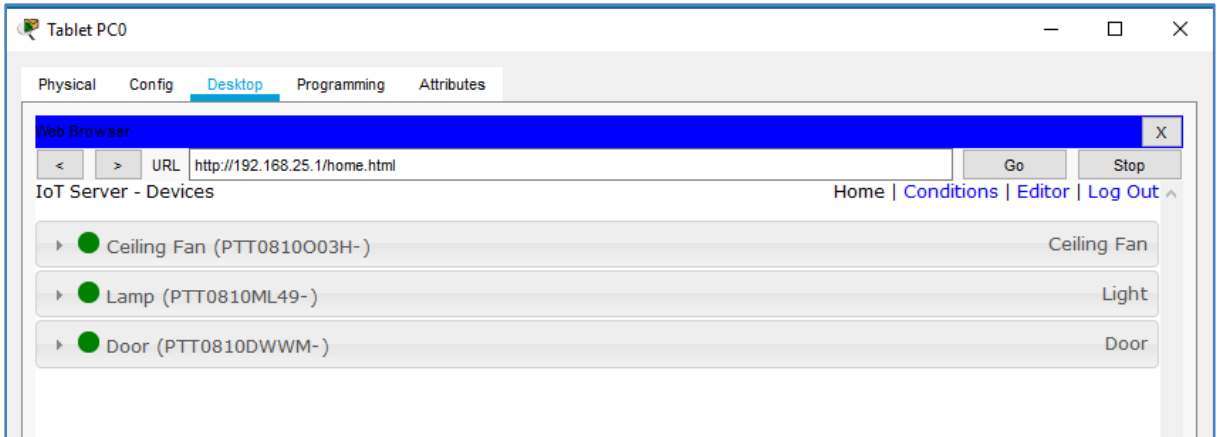 Tablet PC0
Physical Config Desktop Programming Attributes
Web Browser X
< > URL http://192.168.25.1/home.html Go Stop
IoT Server - Devices Home | Conditions | Editor | Log Out
Ceiling Fan (PTT0810O03H-) Ceiling Fan
Lamp (PTT0810ML49-) Light
Door (PTT0810DWWM-) Door